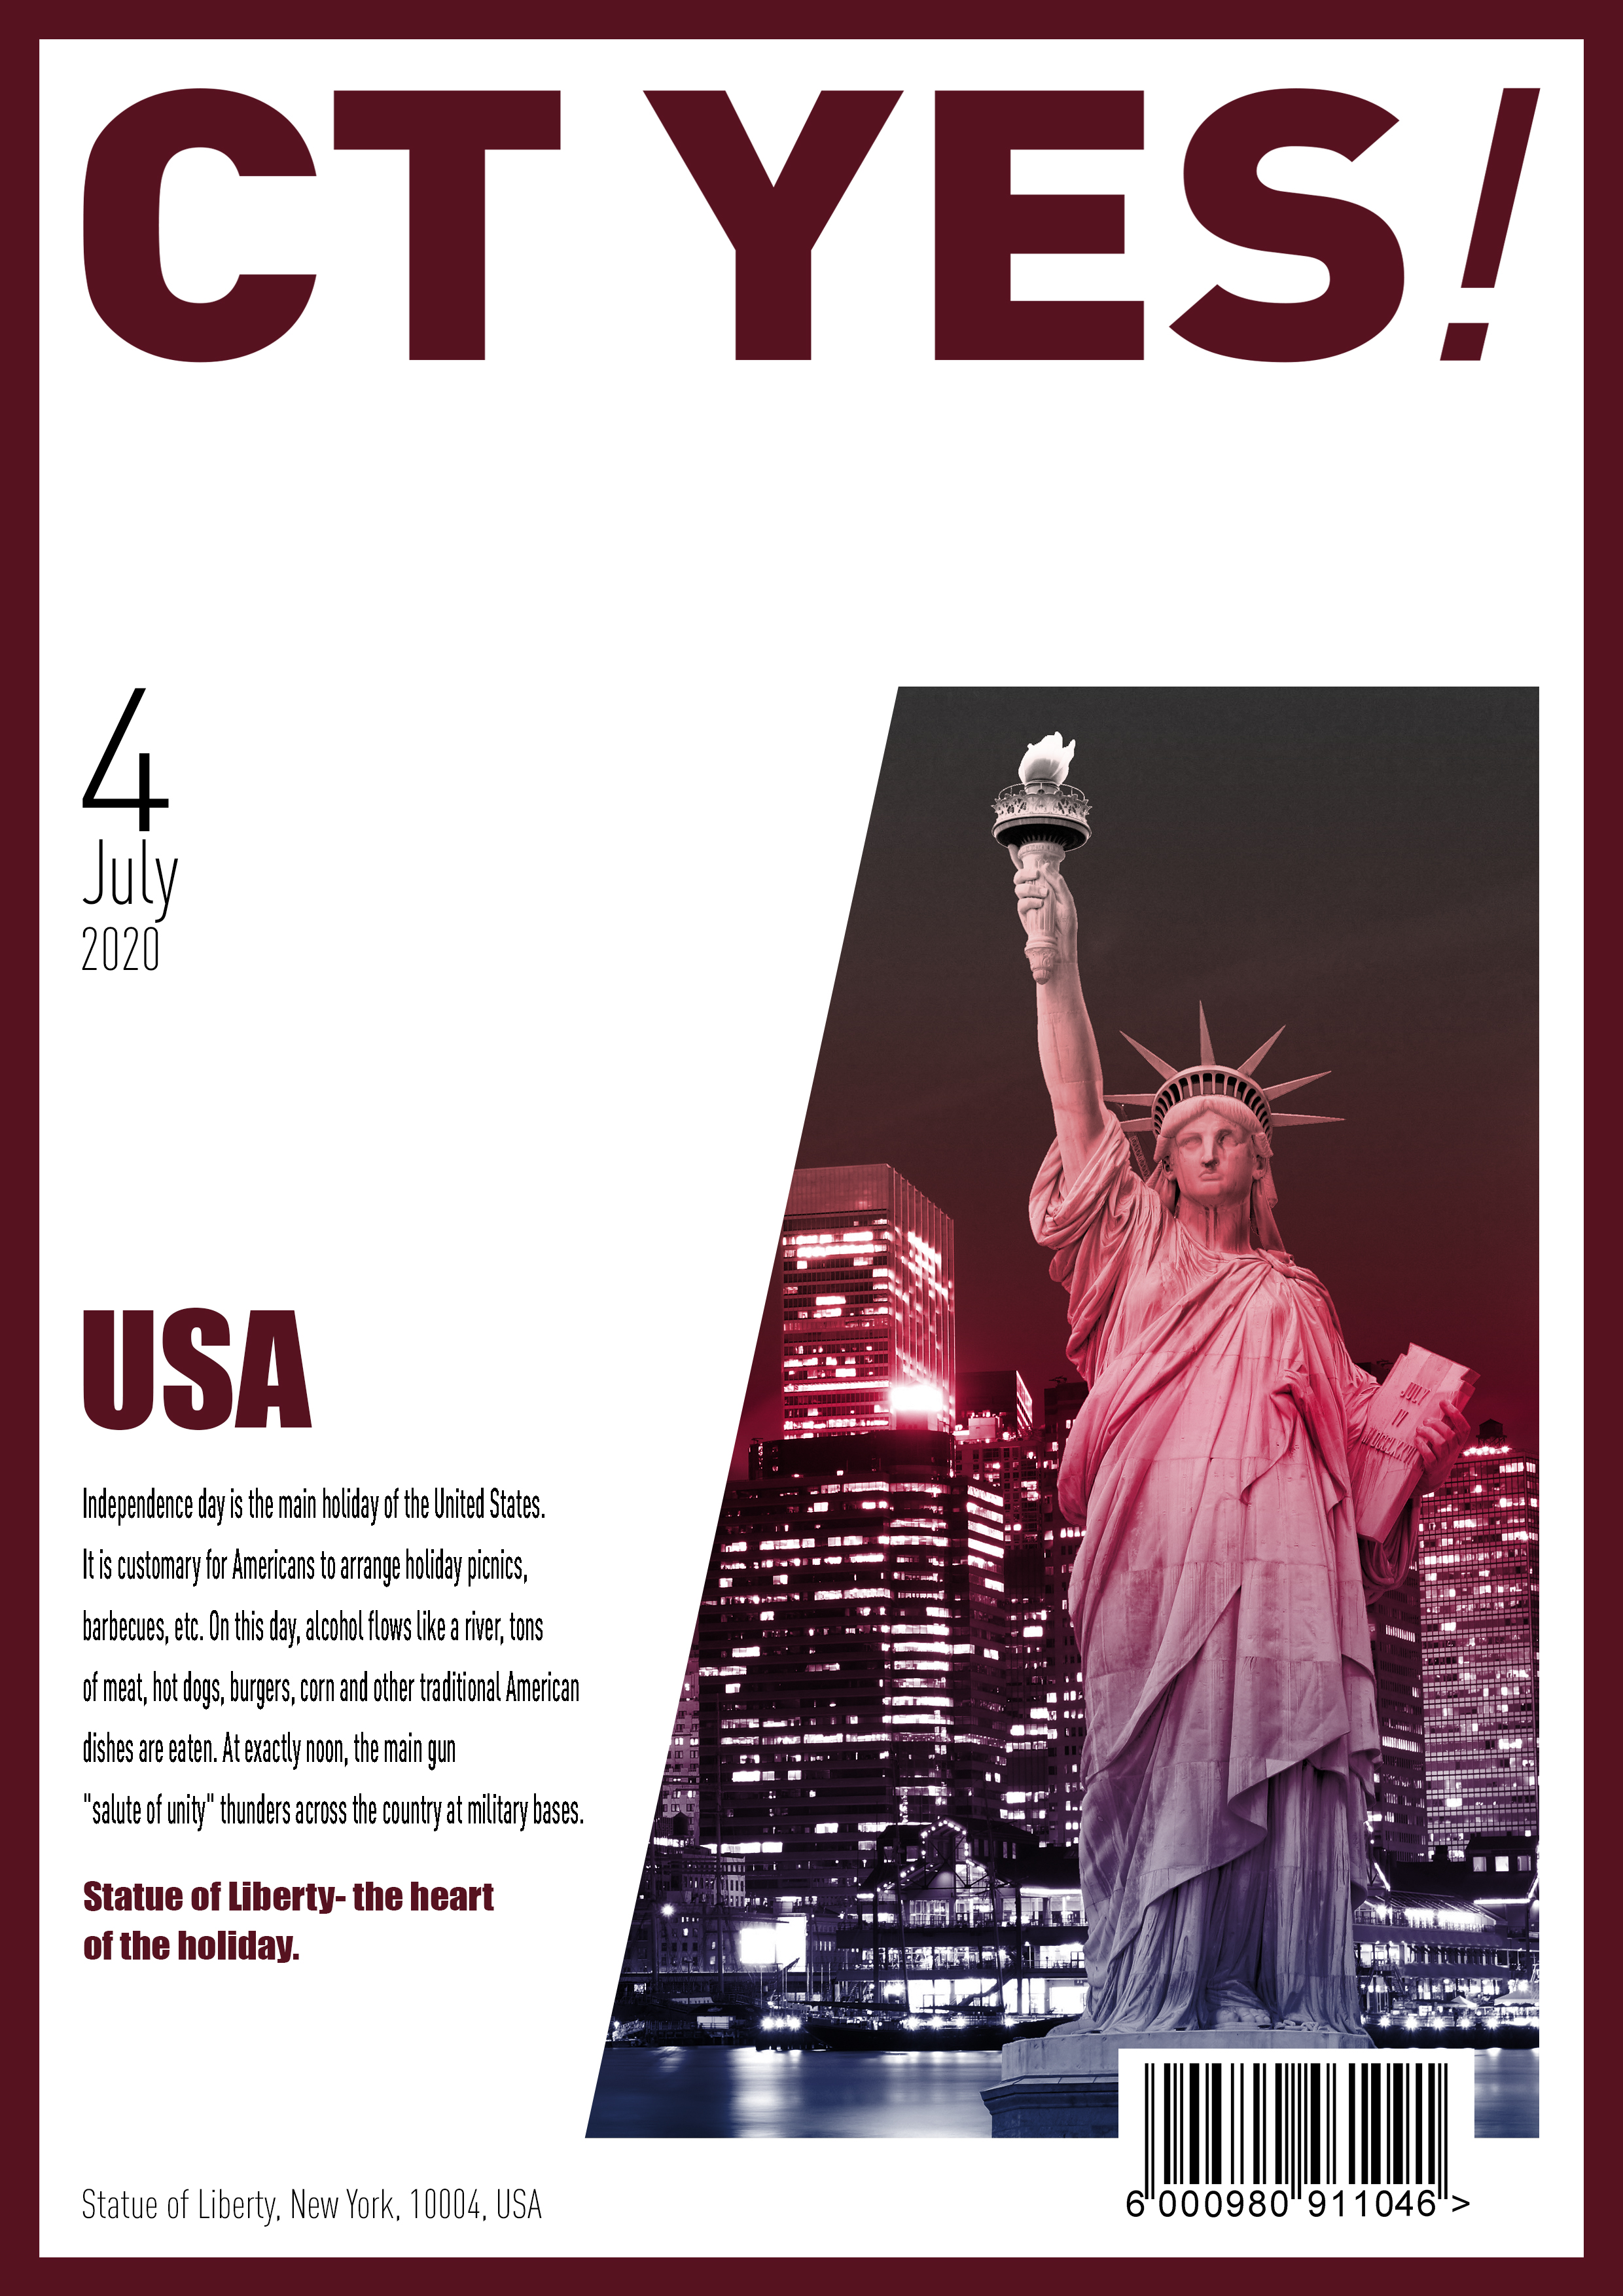 CT YES!
4
July
2020
USA
Independence day is the main holiday of the United States.
It is customary for Americans to arrange holiday picnics,
barbecues, etc. On this day, alcohol flows like a river, tons
of meat, hot dogs, burgers, corn and other traditional American
dishes are eaten. At exactly noon, the main gun
"salute of unity" thunders across the country at military bases.
Statue of Liberty- the heart
of the holiday.
JULY
IV
Statue of Liberty, New York, 10004, USA
6 000980 911046 >